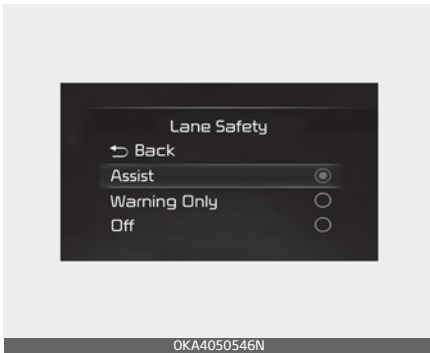 Lane Safety
Back
Assist
Warning Only
Off
OKA4050546N